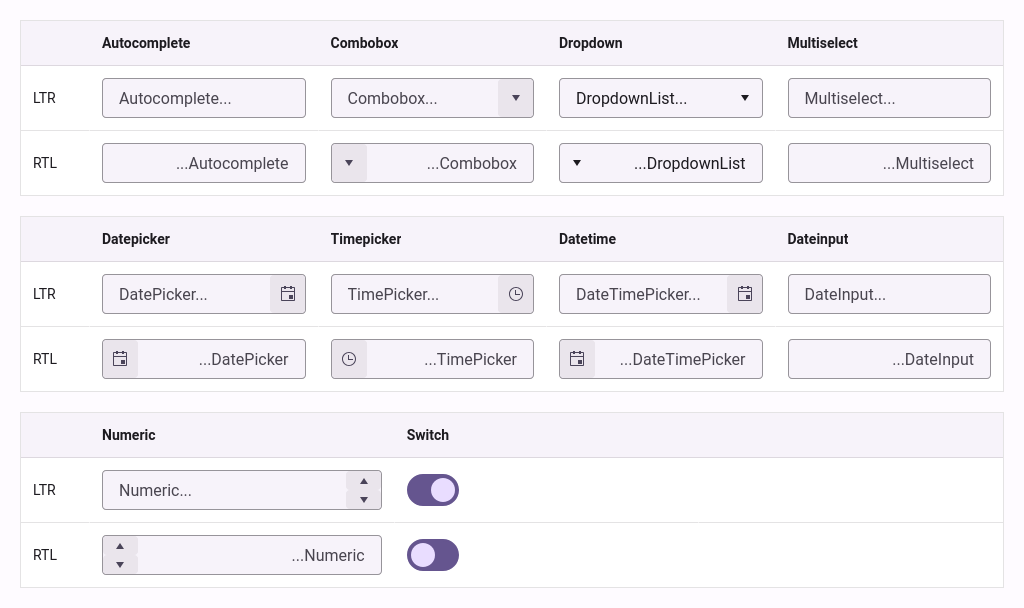 Autocomplete Combobox Dropdown Multiselect
LTR Autocomplete... Combobox... DropdownList... Multiselect...
RTL ...Autocomplete ...Combobox ...DropdownList ...Multiselect
Datepicker Timepicker Datetime Dateinput
LTR DatePicker... TimePicker... DateTimePicker... DateInput...
RTL ...DatePicker ...TimePicker ...DateTimePicker ...DateInput
Numeric Switch
LTR Numeric...
RTL ...Numeric